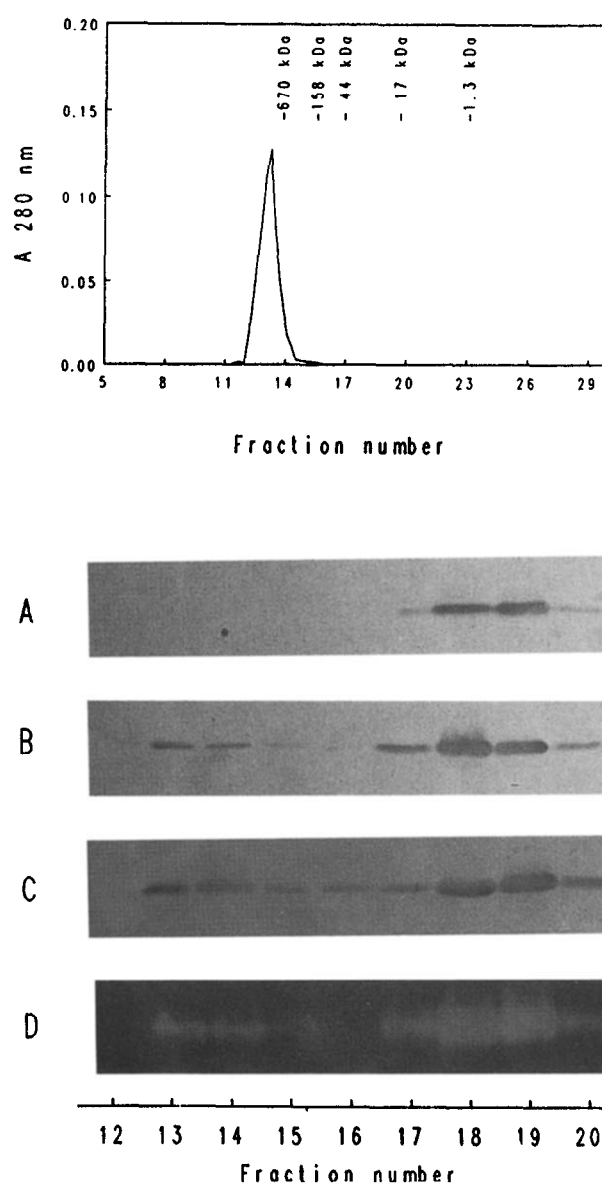 0.20
0.15
0.10
0.05
0.00
A 280 nm
-670 kDa
-158 kDa
-44 kDa
-17 kDa
-1.3 kDa
5 8 11 14 17 20 23 26 29
Fraction number
A
B
C
D
12 13 14 15 16 17 18 19 20
Fraction number